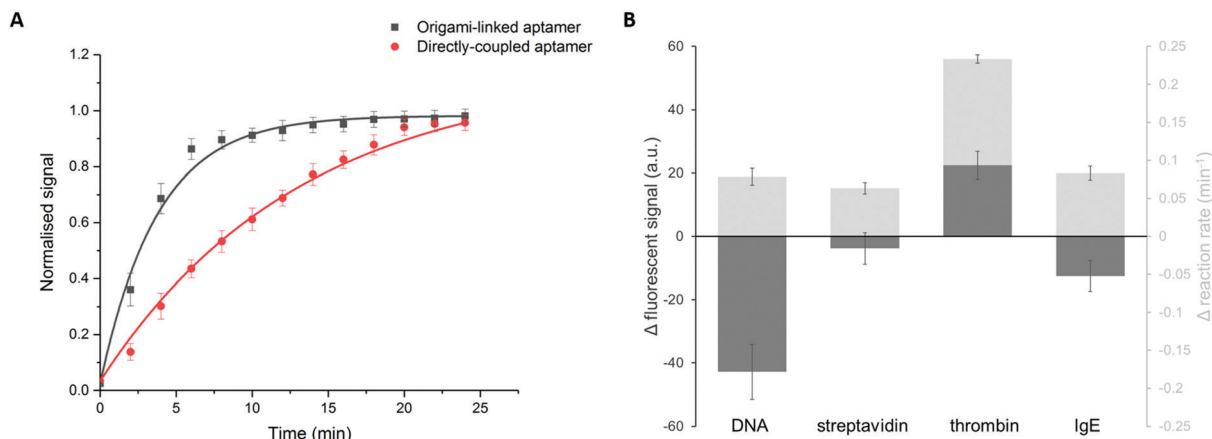 A
Origami-linked aptamer
Directly-coupled aptamer
Normalised signal
1.2
1.0
0.8
0.6
0.4
0.2
0.0
0
5
10
15
20
25
Time (min)
B
Δ fluorescent signal (a.u.)
60
40
20
0
-20
-40
-60
DNA
streptavidin
thrombin
IgE
0.25
0.2
0.15
0.1
0.05
0
-0.05
-0.1
-0.15
-0.2
-0.25
Δ reaction rate (min⁻¹)